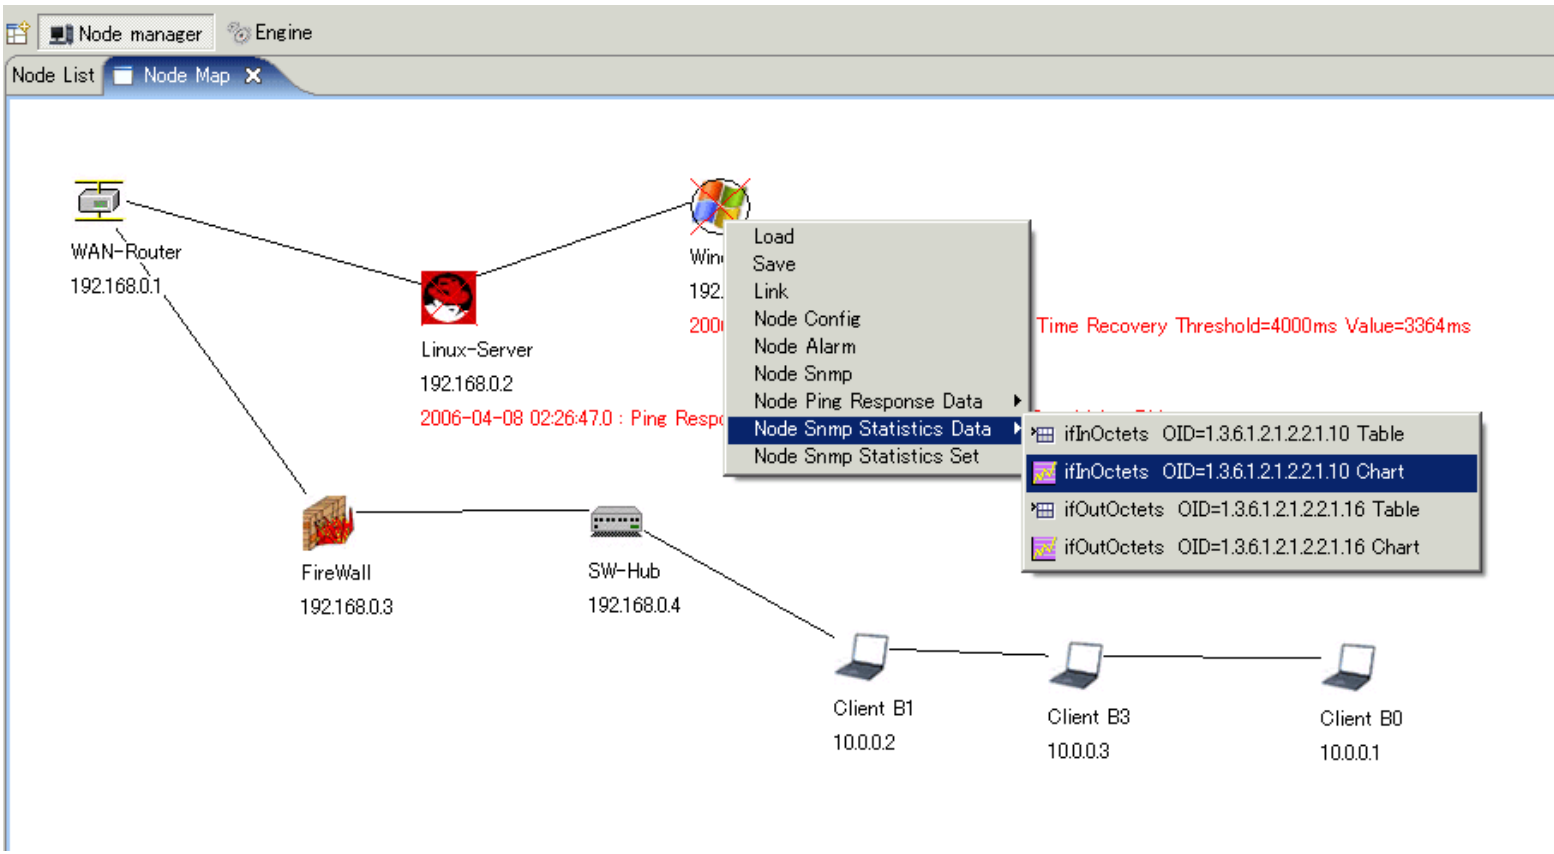 Node manager
Engine
Node List
Node Map
WAN-Router
192.168.0.1
Linux-Server
192.168.0.2
2006-04-08 02:26:47.0 : Ping
192.
Time Recovery Threshold=4000ms Value=3364ms
Load
Save
Link
Node Config
Node Alarm
Node Snmp
Node Ping Response Data
Node Snmp Statistics Data
Node Snmp Statistics Set
ifInOctets OID=1.3.6.1.2.1.2.2.1.10 Table
ifInOctets OID=1.3.6.1.2.1.2.2.1.10 Chart
ifOutOctets OID=1.3.6.1.2.1.2.2.1.16 Table
ifOutOctets OID=1.3.6.1.2.1.2.2.1.16 Chart
FireWall
192.168.0.3
SW-Hub
192.168.0.4
Client B1
10.0.0.2
Client B3
10.0.0.3
Client B0
10.0.0.1